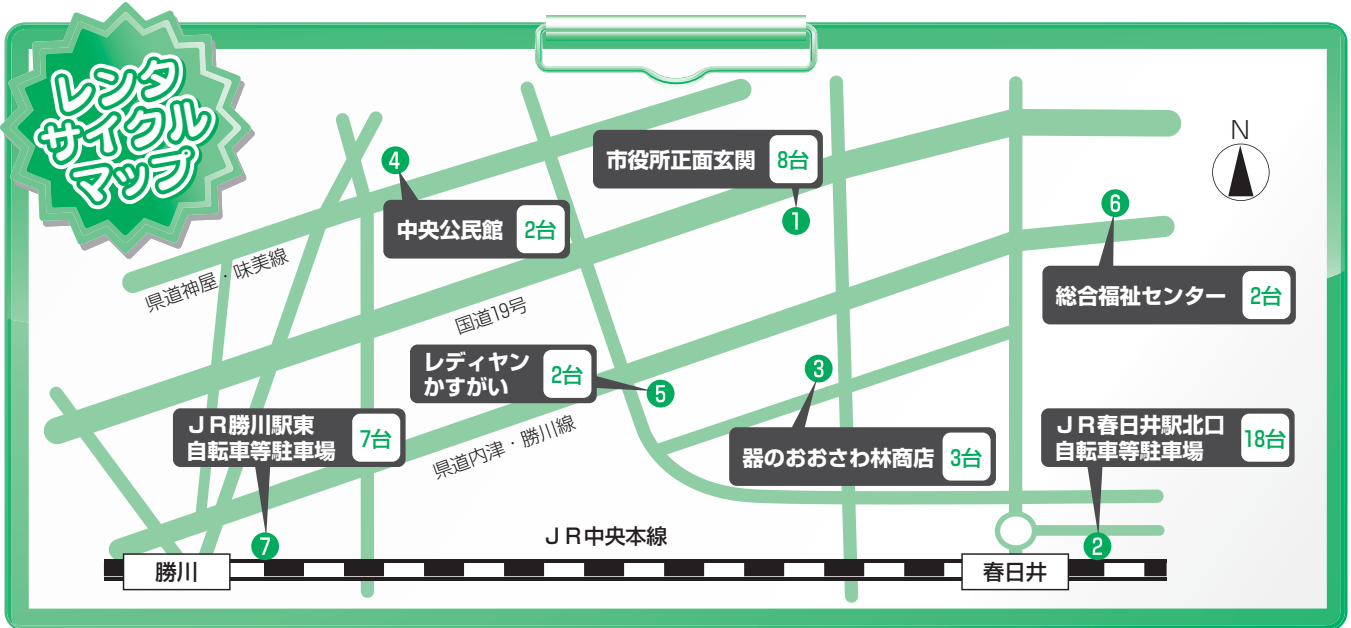 レンタ
サイクル
マップ
N
④
中央公民館 2台
市役所正面玄関 8台
①
⑥
総合福祉センター 2台
県道神屋・味美線
国道19号
レディヤン
かすがい
2台
⑤
③
器のおおさわ林商店 3台
県道内津・勝川線
JR勝川駅東
自転車等駐車場
7台
⑦
JR春日井駅北口
自転車等駐車場
18台
②
JR中央本線
勝川
春日井